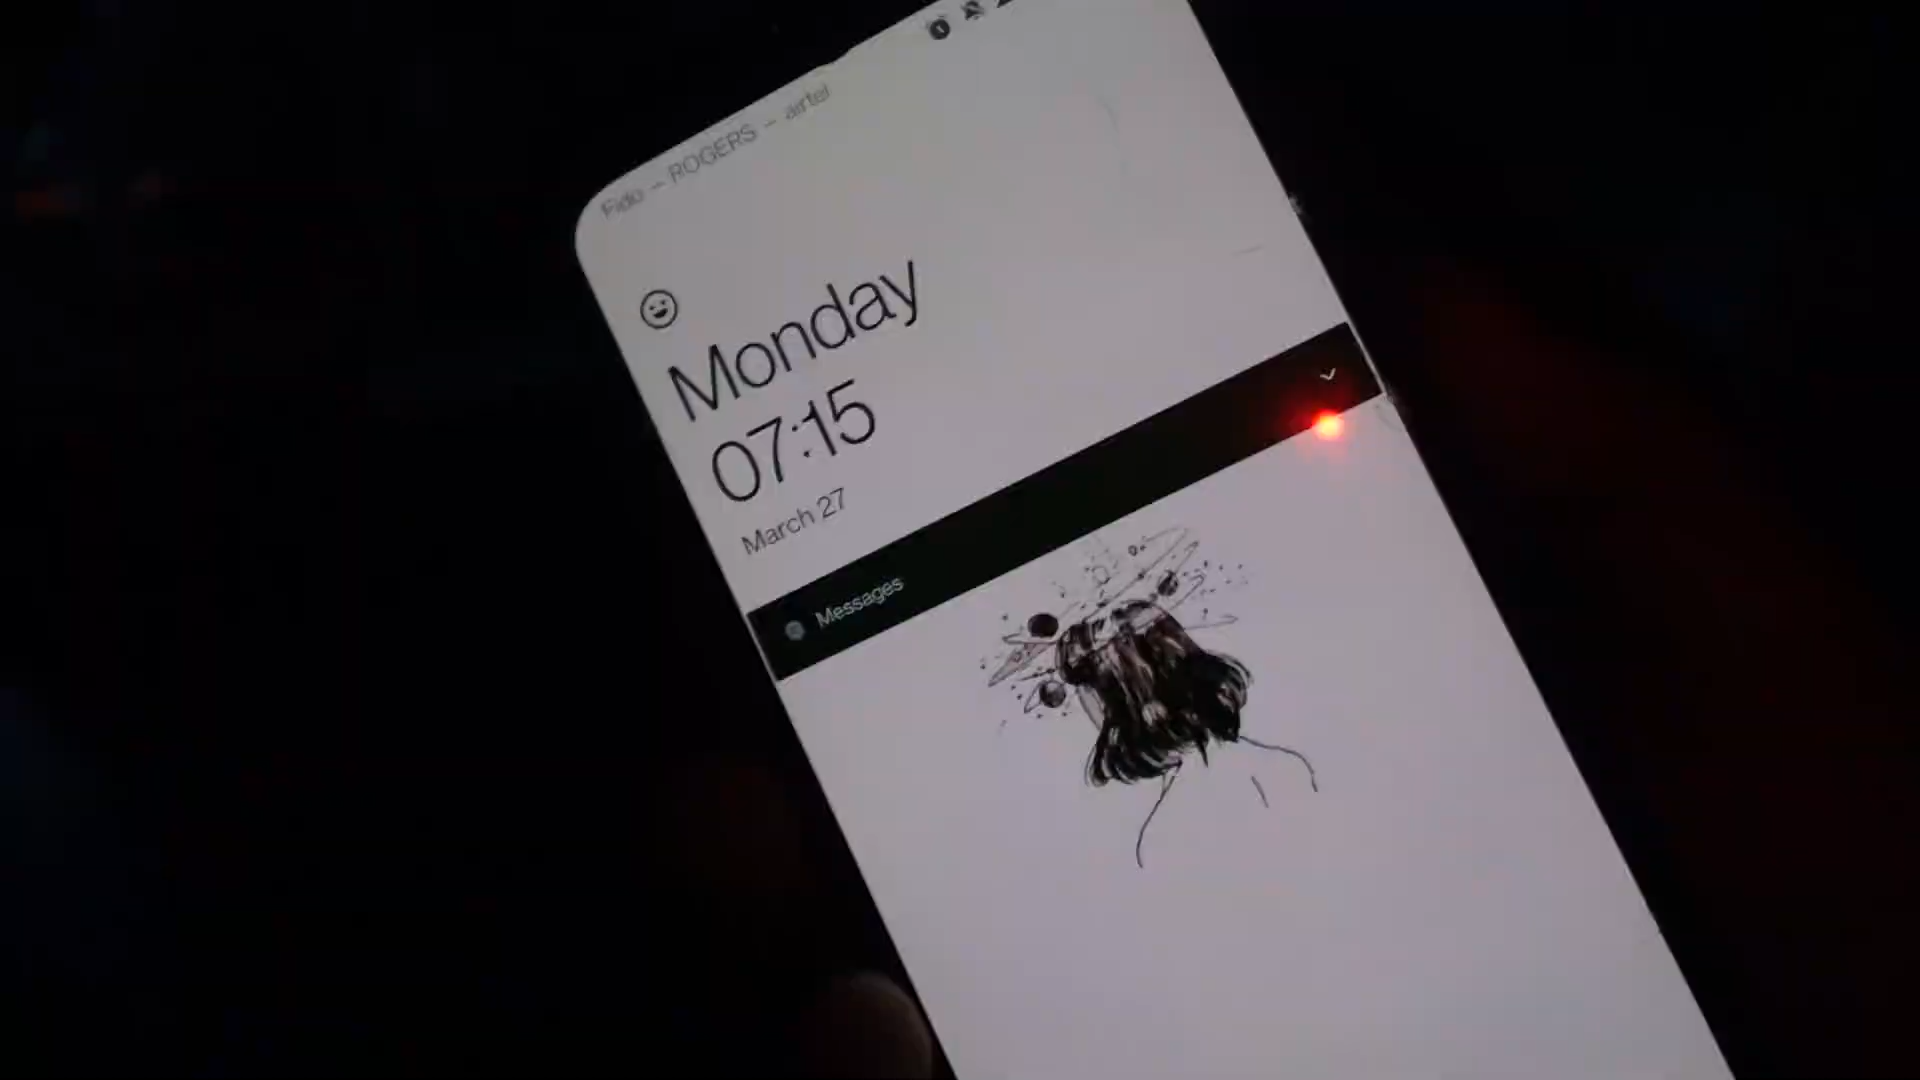 Fido — ROGERS — airtel
Monday
07:15
March 27
Messages